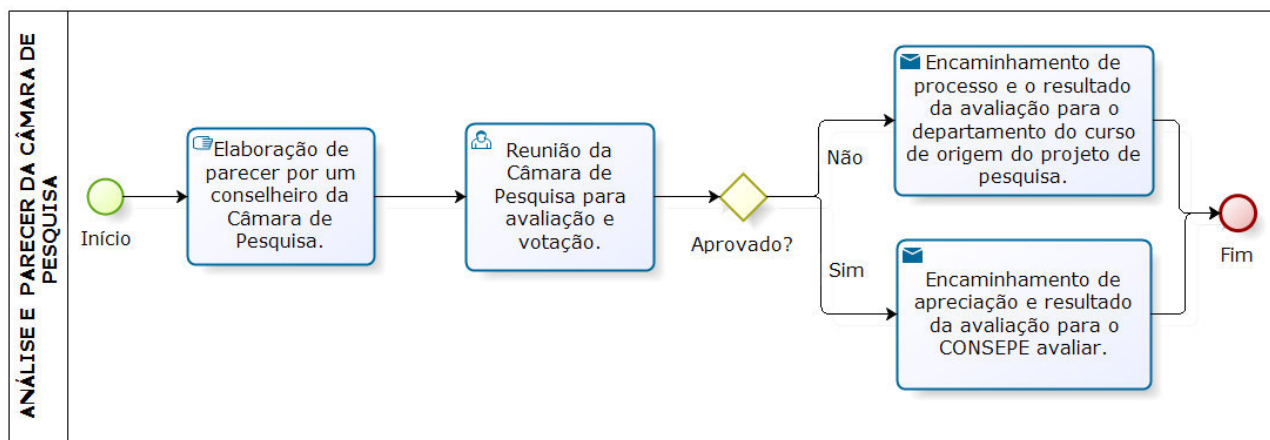 ANÁLISE E PARECER DA CÂMARA DE
PESQUISA
Início
Elaboração de
parecer por um
conselheiro da
Câmara de
Pesquisa.
Reunião da
Câmara de
Pesquisa para
avaliação e
votação.
Aprovado?
Não
Encaminhamento de
processo e o resultado
da avaliação para o
departamento do curso
de origem do projeto de
pesquisa.
Sim
Encaminhamento de
apreciação e resultado
da avaliação para o
CONSEPE avaliar.
Fim